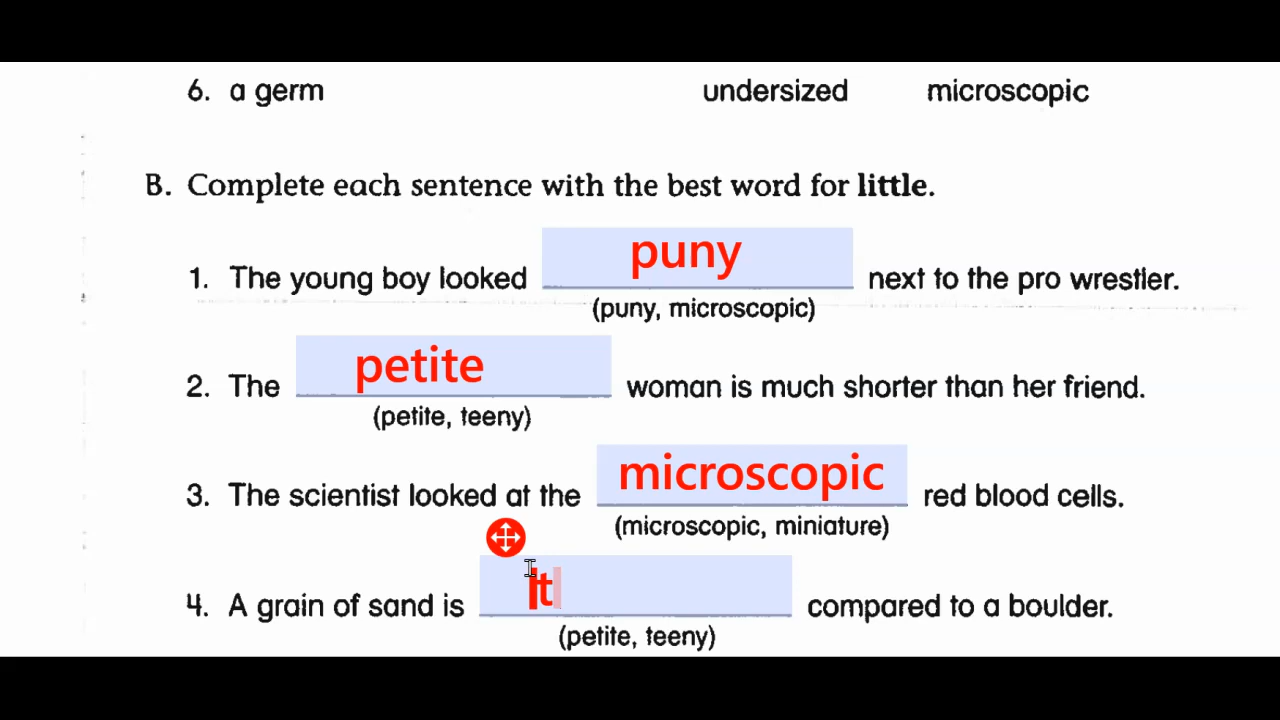 6. a germ undersized microscopic
B. Complete each sentence with the best word for little.
1. The young boy looked puny next to the pro wrestler.
(puny, microscopic)
2. The petite woman is much shorter than her friend.
(petite, teeny)
3. The scientist looked at the microscopic red blood cells.
(microscopic, miniature)
4. A grain of sand is compared to a boulder.
(petite, teeny)